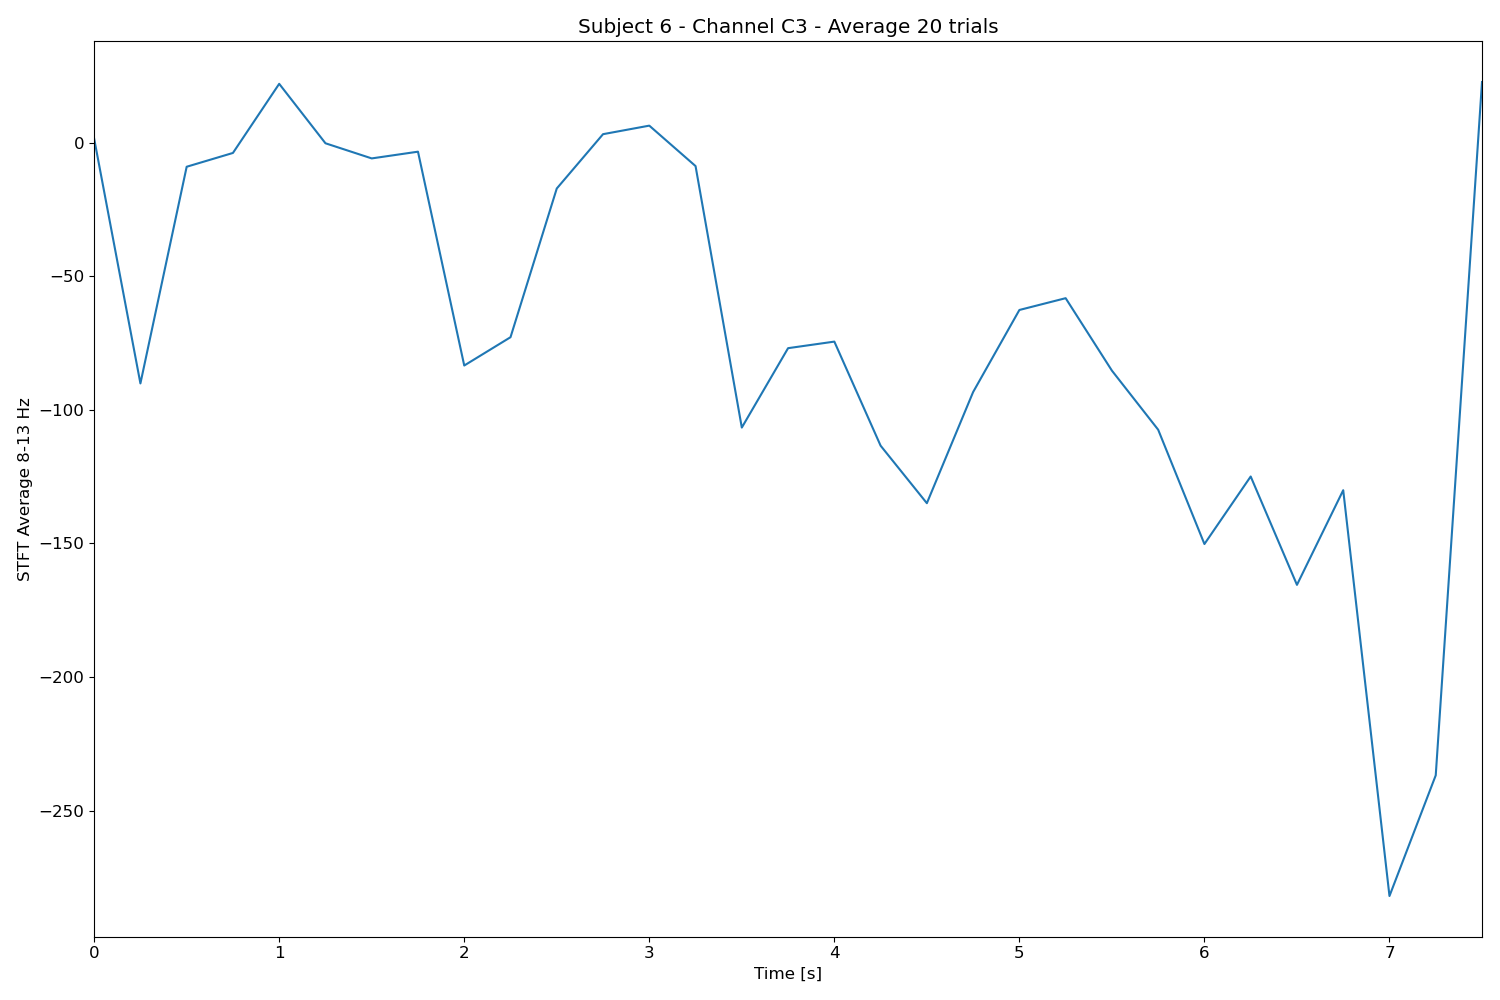 Subject 6 - Channel C3 - Average 20 trials
STFT Average 8-13 Hz
0
−50
−100
−150
−200
−250
0 1 2 3 4 5 6 7
Time [s]